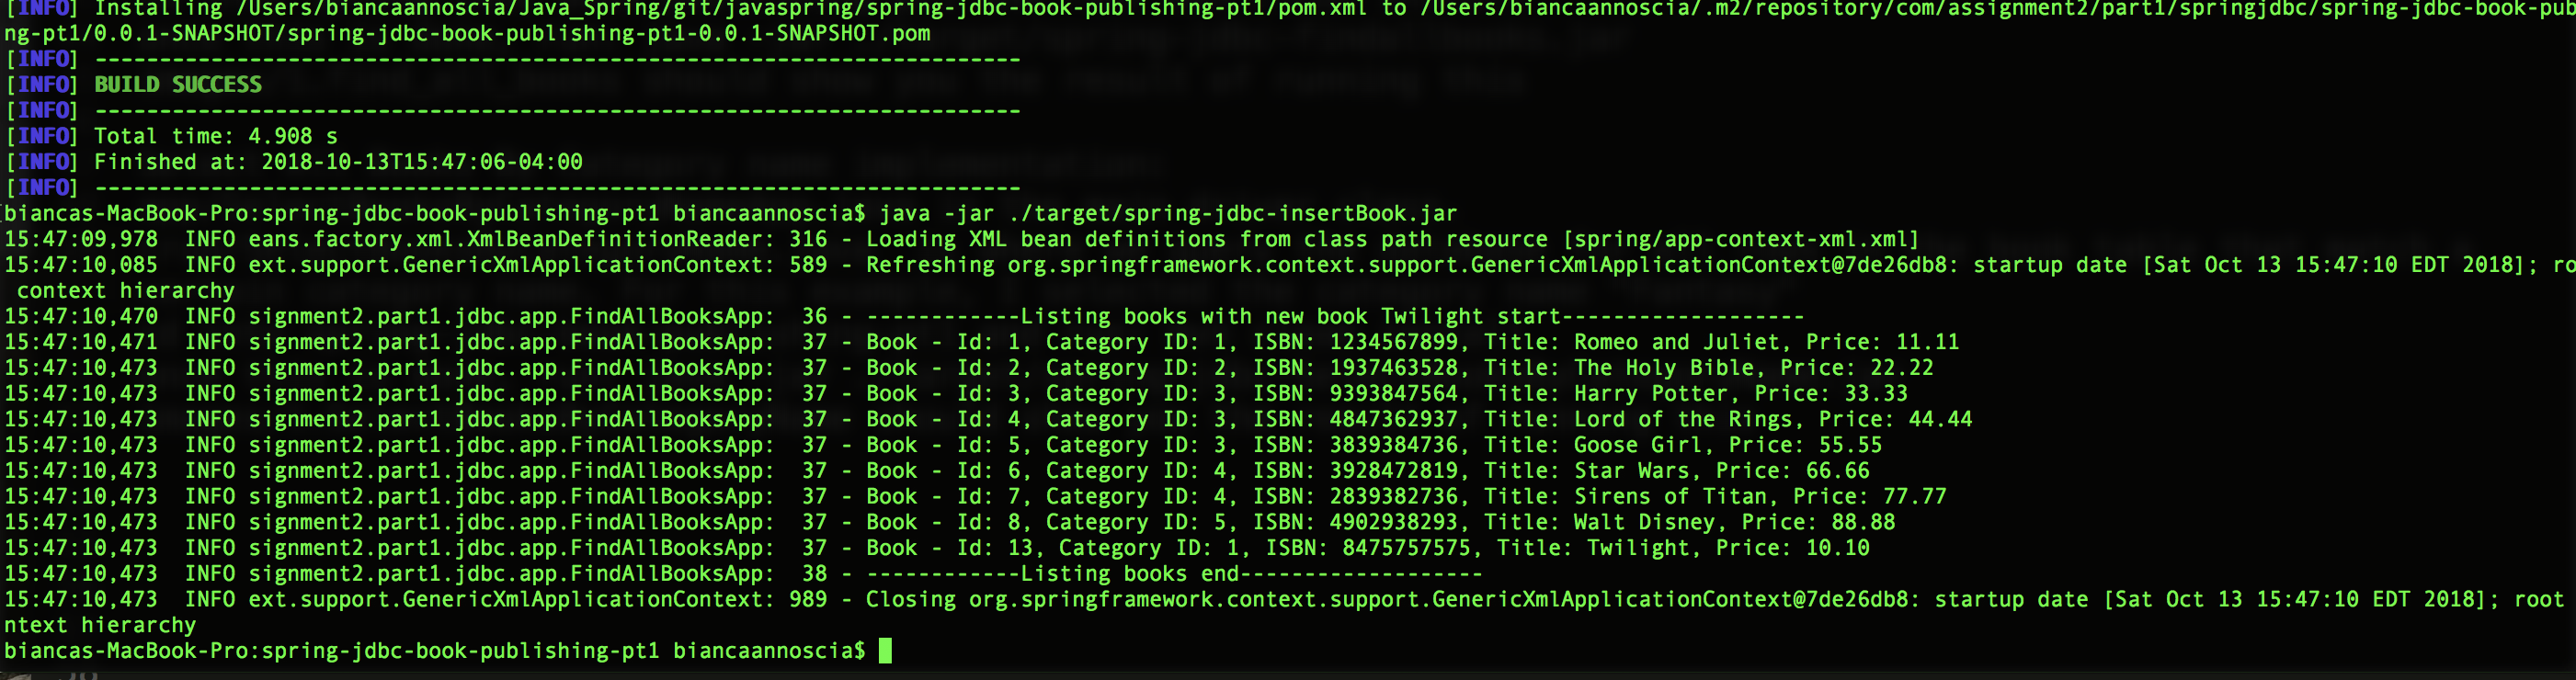 [INFO] Installing /Users/biancaannoscia/Java_Spring/git/javaspring/spring-jdbc-book-publishing-pt1/pom.xml to /Users/biancaannoscia/.m2/repository/com/assignment2/part1/springjdbc/spring-jdbc-book-pub
ng-pt1/0.0.1-SNAPSHOT/spring-jdbc-book-publishing-pt1-0.0.1-SNAPSHOT.pom
[INFO] ------------------------------------------------------------------------
[INFO] BUILD SUCCESS
[INFO] ------------------------------------------------------------------------
[INFO] Total time: 4.908 s
[INFO] Finished at: 2018-10-13T15:47:06-04:00
[INFO] ------------------------------------------------------------------------
biancas-MacBook-Pro:spring-jdbc-book-publishing-pt1 biancaannoscia$ java -jar ./target/spring-jdbc-insertBook.jar
15:47:09,978  INFO eans.factory.xml.XmlBeanDefinitionReader: 316 - Loading XML bean definitions from class path resource [spring/app-context-xml.xml]
15:47:10,085  INFO ext.support.GenericXmlApplicationContext: 589 - Refreshing org.springframework.context.support.GenericXmlApplicationContext@7de26db8: startup date [Sat Oct 13 15:47:10 EDT 2018]; ro
 context hierarchy
15:47:10,470  INFO signment2.part1.jdbc.app.FindAllBooksApp:  36 - ------------Listing books with new book Twilight start-------------------
15:47:10,471  INFO signment2.part1.jdbc.app.FindAllBooksApp:  37 - Book - Id: 1, Category ID: 1, ISBN: 1234567899, Title: Romeo and Juliet, Price: 11.11
15:47:10,473  INFO signment2.part1.jdbc.app.FindAllBooksApp:  37 - Book - Id: 2, Category ID: 2, ISBN: 1937463528, Title: The Holy Bible, Price: 22.22
15:47:10,473  INFO signment2.part1.jdbc.app.FindAllBooksApp:  37 - Book - Id: 3, Category ID: 3, ISBN: 9393847564, Title: Harry Potter, Price: 33.33
15:47:10,473  INFO signment2.part1.jdbc.app.FindAllBooksApp:  37 - Book - Id: 4, Category ID: 3, ISBN: 4847362937, Title: Lord of the Rings, Price: 44.44
15:47:10,473  INFO signment2.part1.jdbc.app.FindAllBooksApp:  37 - Book - Id: 5, Category ID: 3, ISBN: 3839384736, Title: Goose Girl, Price: 55.55
15:47:10,473  INFO signment2.part1.jdbc.app.FindAllBooksApp:  37 - Book - Id: 6, Category ID: 4, ISBN: 3928472819, Title: Star Wars, Price: 66.66
15:47:10,473  INFO signment2.part1.jdbc.app.FindAllBooksApp:  37 - Book - Id: 7, Category ID: 4, ISBN: 2839382736, Title: Sirens of Titan, Price: 77.77
15:47:10,473  INFO signment2.part1.jdbc.app.FindAllBooksApp:  37 - Book - Id: 8, Category ID: 5, ISBN: 4902938293, Title: Walt Disney, Price: 88.88
15:47:10,473  INFO signment2.part1.jdbc.app.FindAllBooksApp:  37 - Book - Id: 13, Category ID: 1, ISBN: 8475757575, Title: Twilight, Price: 10.10
15:47:10,473  INFO signment2.part1.jdbc.app.FindAllBooksApp:  38 - ------------Listing books end-------------------
15:47:10,473  INFO ext.support.GenericXmlApplicationContext: 989 - Closing org.springframework.context.support.GenericXmlApplicationContext@7de26db8: startup date [Sat Oct 13 15:47:10 EDT 2018]; root
ntext hierarchy
biancas-MacBook-Pro:spring-jdbc-book-publishing-pt1 biancaannoscia$